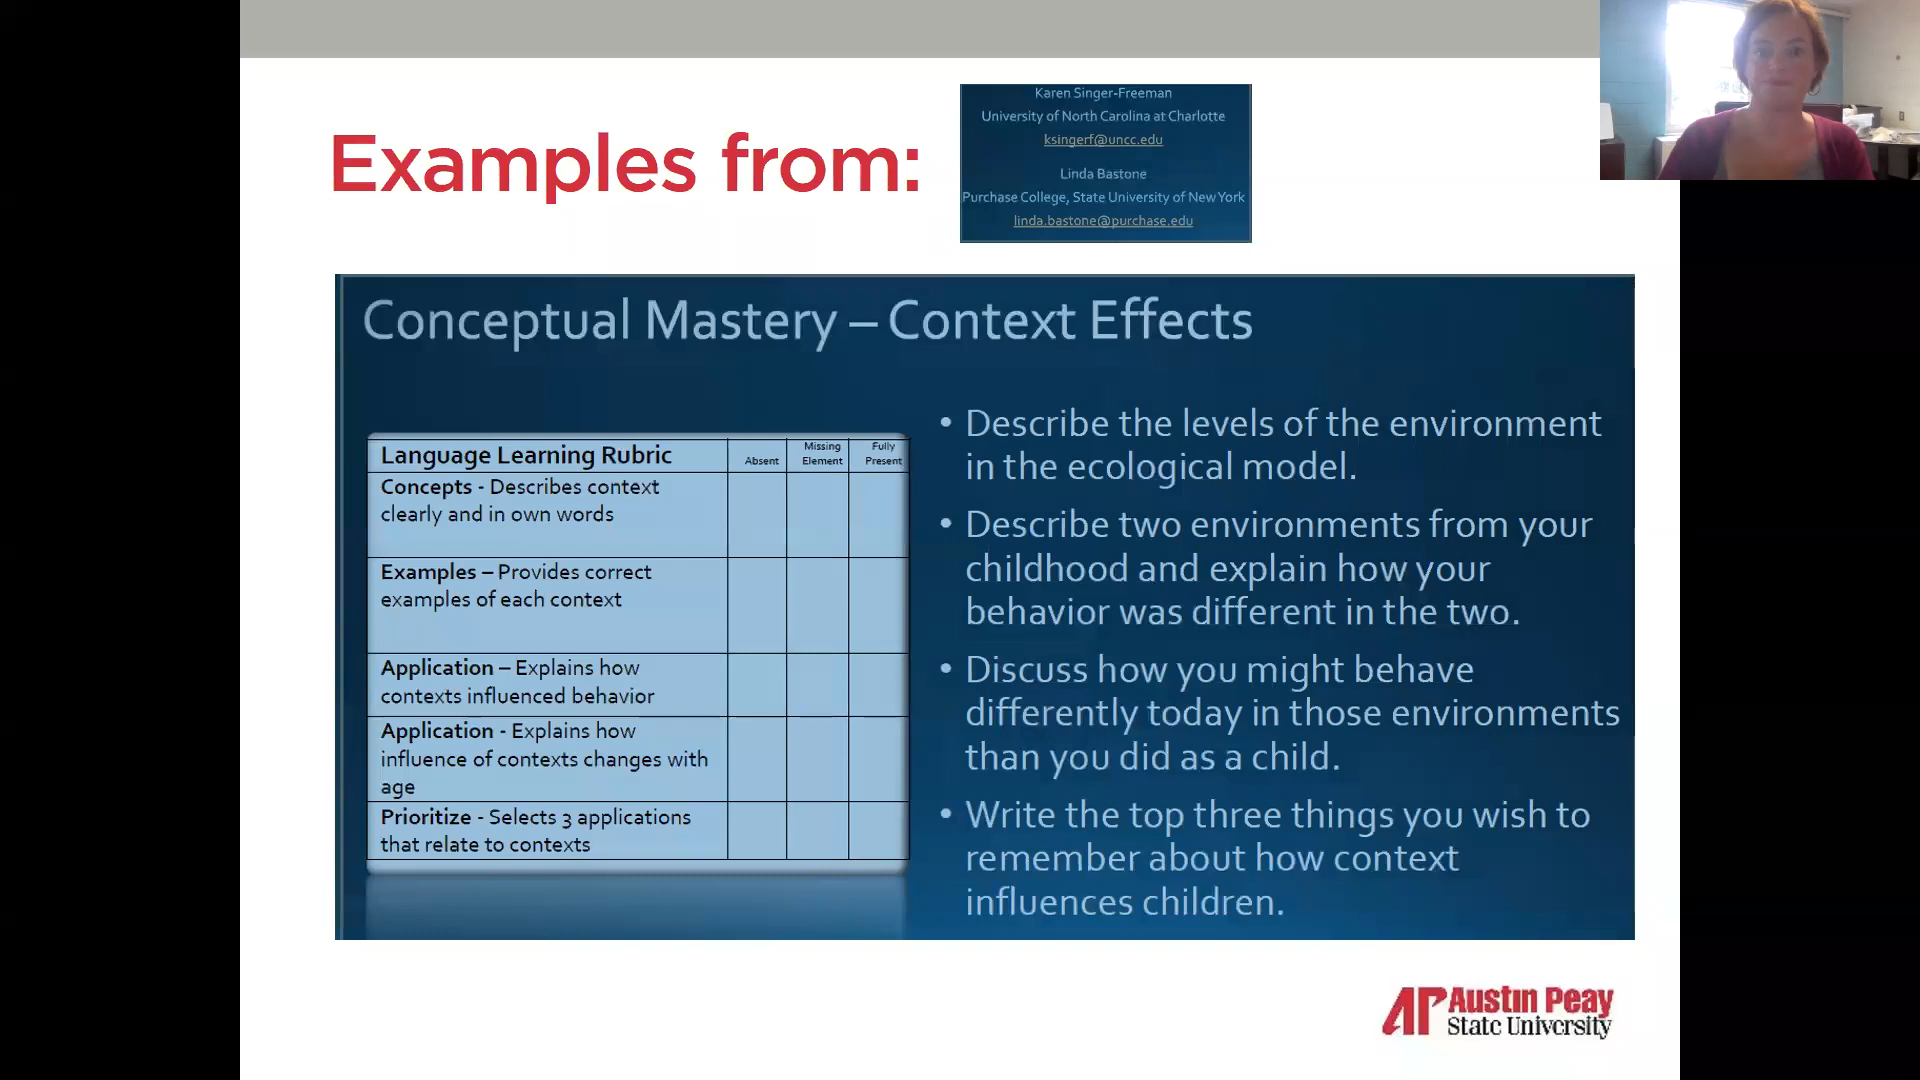 Examples from:
Karen Singer-Freeman
University of North Carolina at Charlotte
ksingerf@uncc.edu
Linda Bastone
Purchase College, State University of New York
linda.bastone@purchase.edu
Conceptual Mastery – Context Effects
Language Learning Rubric
Absent
Missing
Element
Fully
Present
Concepts - Describes context
clearly and in own words
Examples – Provides correct
examples of each context
Application – Explains how
contexts influenced behavior
Application - Explains how
influence of contexts changes with
age
Prioritize - Selects 3 applications
that relate to contexts
• Describe the levels of the environment
in the ecological model.
• Describe two environments from your
childhood and explain how your
behavior was different in the two.
• Discuss how you might behave
differently today in those environments
than you did as a child.
• Write the top three things you wish to
remember about how context
influences children.
AP Austin Peay
State University